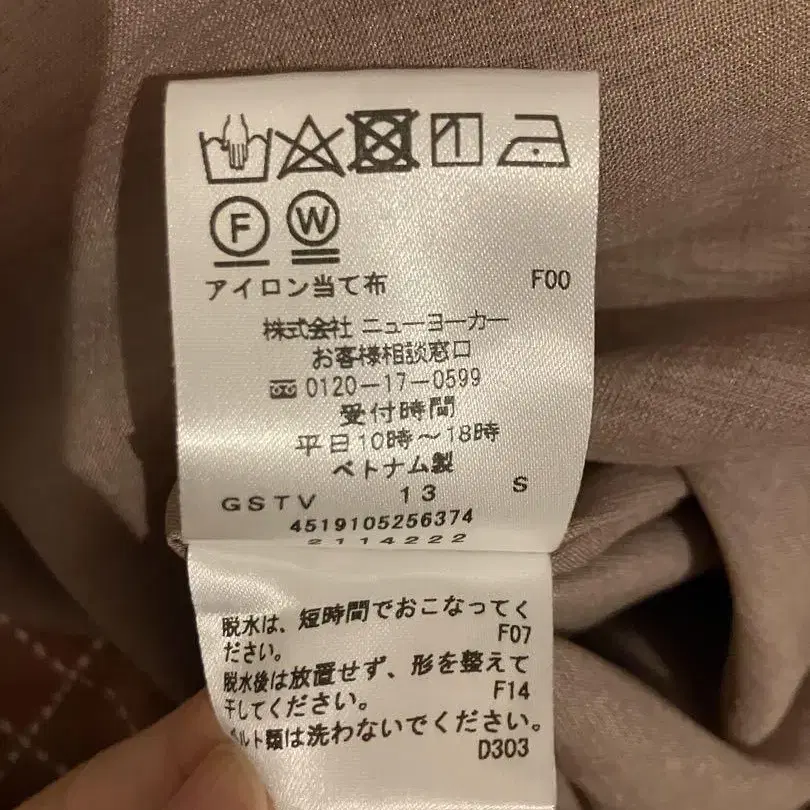 F W
アイロン当て布 F00
株式会社 ニューヨーカー
お客様相談窓口
0120-17-0599
受付時間
平日10時～18時
ベトナム製
GSTV 13 S
4519105256374
2114222
脱水は、短時間でおこなってく
ださい。 F07
脱水後は放置せず、形を整えて
干してください。 F14
ベルト類は洗わないでください。
D303